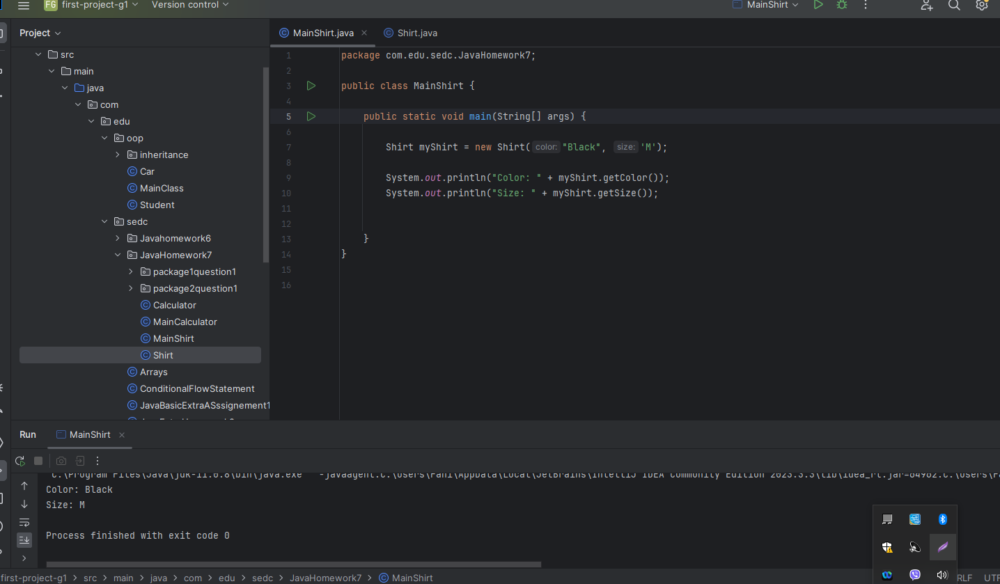 FG first-project-g1 Version control MainShirt
Project
MainShirt.java
Shirt.java
src
main
java
com
edu
oop
inheritance
Car
MainClass
Student
sedc
Javahomework6
JavaHomework7
package1question1
package2question1
Calculator
MainCalculator
MainShirt
Shirt
Arrays
ConditionalFlowStatement
JavaBasicExtraASssignement1
1 package com.edu.sedc.JavaHomework7;
2
3 public class MainShirt {
4
5 public static void main(String[] args) {
6
7 Shirt myShirt = new Shirt( color: "Black", size: 'M');
8
9 System.out.println("Color: " + myShirt.getColor());
10 System.out.println("Size: " + myShirt.getSize());
11
12
13 }
14 }
15
16
Run MainShirt
C:\Program Files\Java\jdk-11.0.8\bin\java.exe -javaagent:C:\Users\Fani\AppData\Local\JetBrains\IntelliJ IDEA Community Edition 2023.3.3\lib\idea_rt.jar=64962:C:\Users\F
Color: Black
Size: M
Process finished with exit code 0
first-project-g1 > src > main > java > com > edu > sedc > JavaHomework7 > MainShirt
RLF UTF